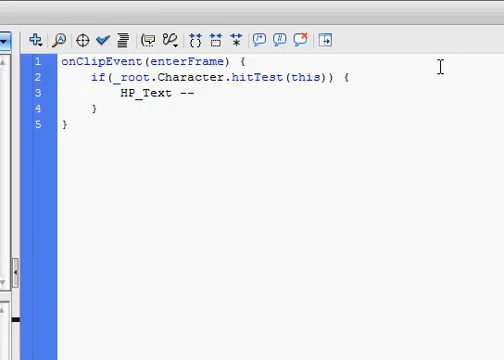 1 onClipEvent(enterFrame) {
2 if(_root.Character.hitTest(this)) {
3 HP_Text --
4 }
5 }